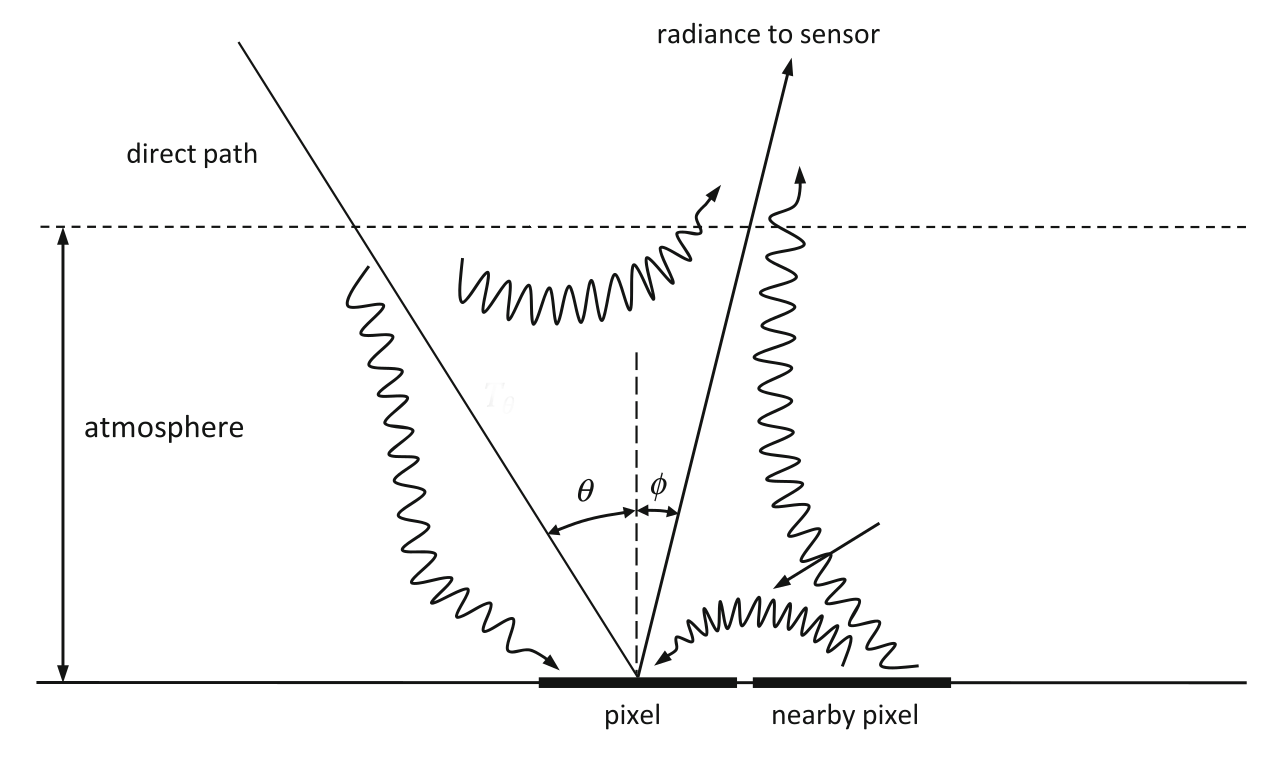 radiance to sensor
direct path
atmosphere
θ
ϕ
pixel
nearby pixel